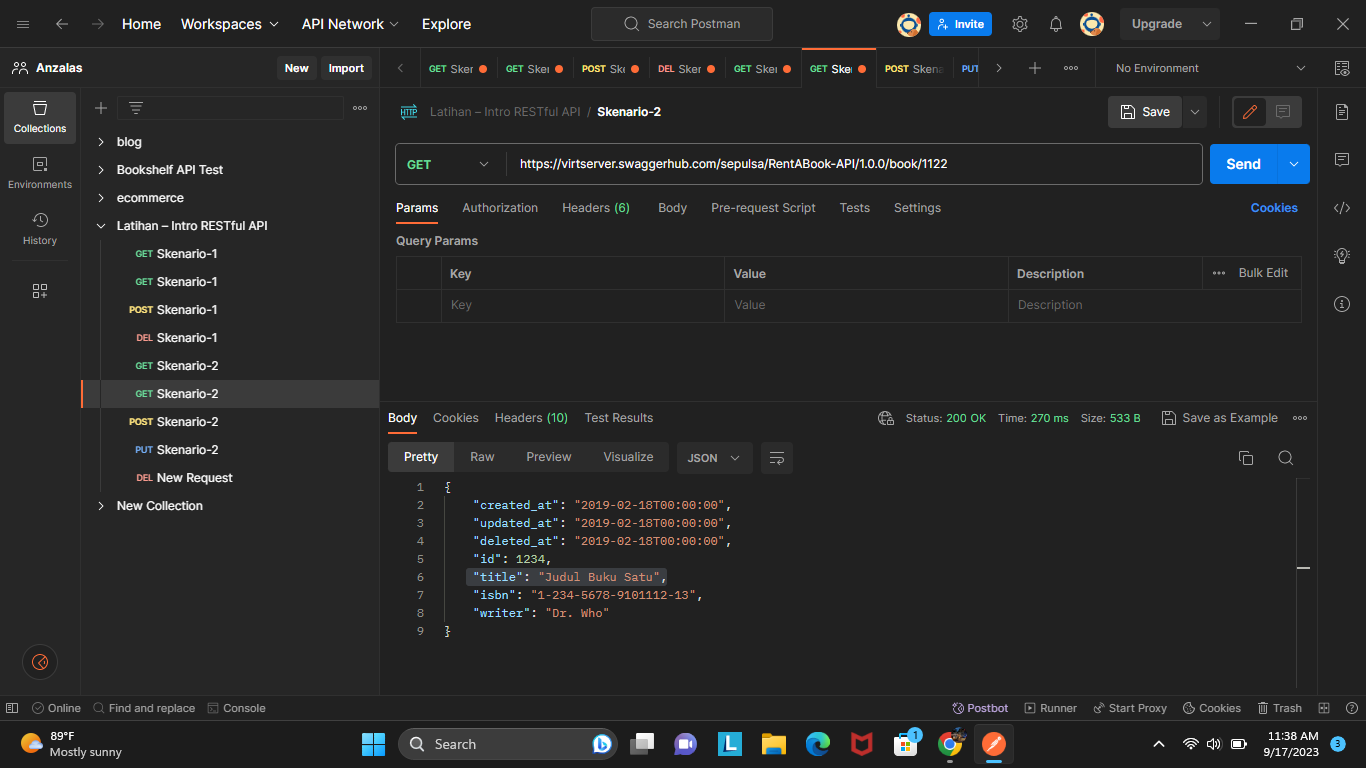 Home Workspaces API Network Explore Search Postman Invite Upgrade
Anzalas New Import
GET Sker GET Sker POST Ske DEL Sker GET Sker GET Sker POST Skena PUT No Environment
Collections
Environments
History
blog
Bookshelf API Test
ecommerce
Latihan – Intro RESTful API
GET Skenario-1
GET Skenario-1
POST Skenario-1
DEL Skenario-1
GET Skenario-2
GET Skenario-2
POST Skenario-2
PUT Skenario-2
DEL New Request
New Collection
HTTP Latihan – Intro RESTful API / Skenario-2 Save
GET https://virtserver.swaggerhub.com/sepulsa/RentABook-API/1.0.0/book/1122 Send
Params Authorization Headers (6) Body Pre-request Script Tests Settings Cookies
Query Params
Key Value Description Bulk Edit
Key Value Description
Body Cookies Headers (10) Test Results Status: 200 OK Time: 270 ms Size: 533 B Save as Example
Pretty Raw Preview Visualize JSON
1 {
2 "created_at": "2019-02-18T00:00:00",
3 "updated_at": "2019-02-18T00:00:00",
4 "deleted_at": "2019-02-18T00:00:00",
5 "id": 1234,
6 "title": "Judul Buku Satu",
7 "isbn": "1-234-5678-9101112-13",
8 "writer": "Dr. Who"
9 }
Online Find and replace Console Postbot Runner Start Proxy Cookies Trash
89°F
Mostly sunny
Search
L
1
11:38 AM
9/17/2023
3